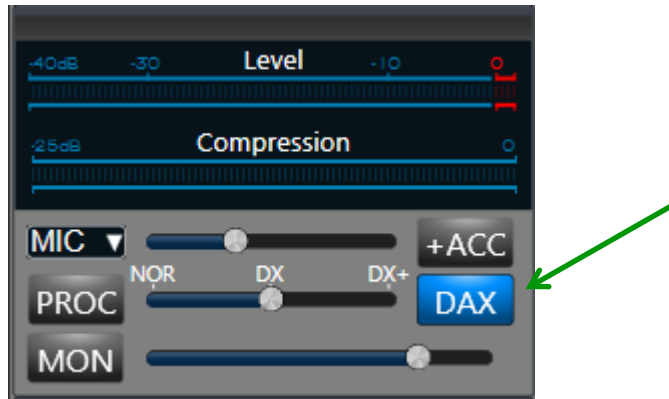 -40dB -30 Level -10 0
-25dB Compression 0
MIC ▼ +ACC
NOR DX DX+
PROC DAX
MON